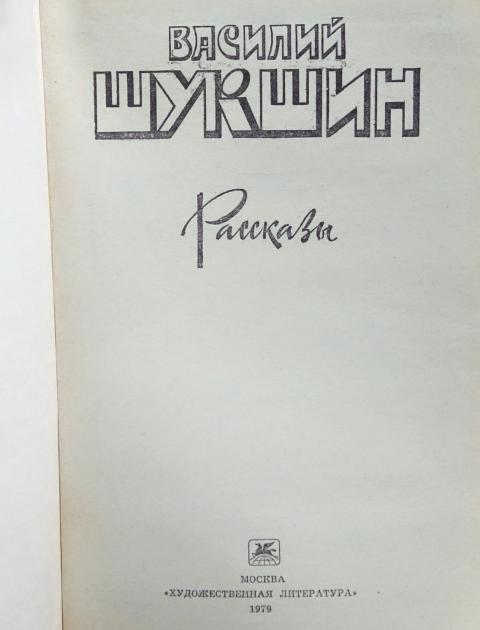 ВАСИЛИЙ
ШУКШИН
Рассказы
МОСКВА
«ХУДОЖЕСТВЕННАЯ ЛИТЕРАТУРА»
1979